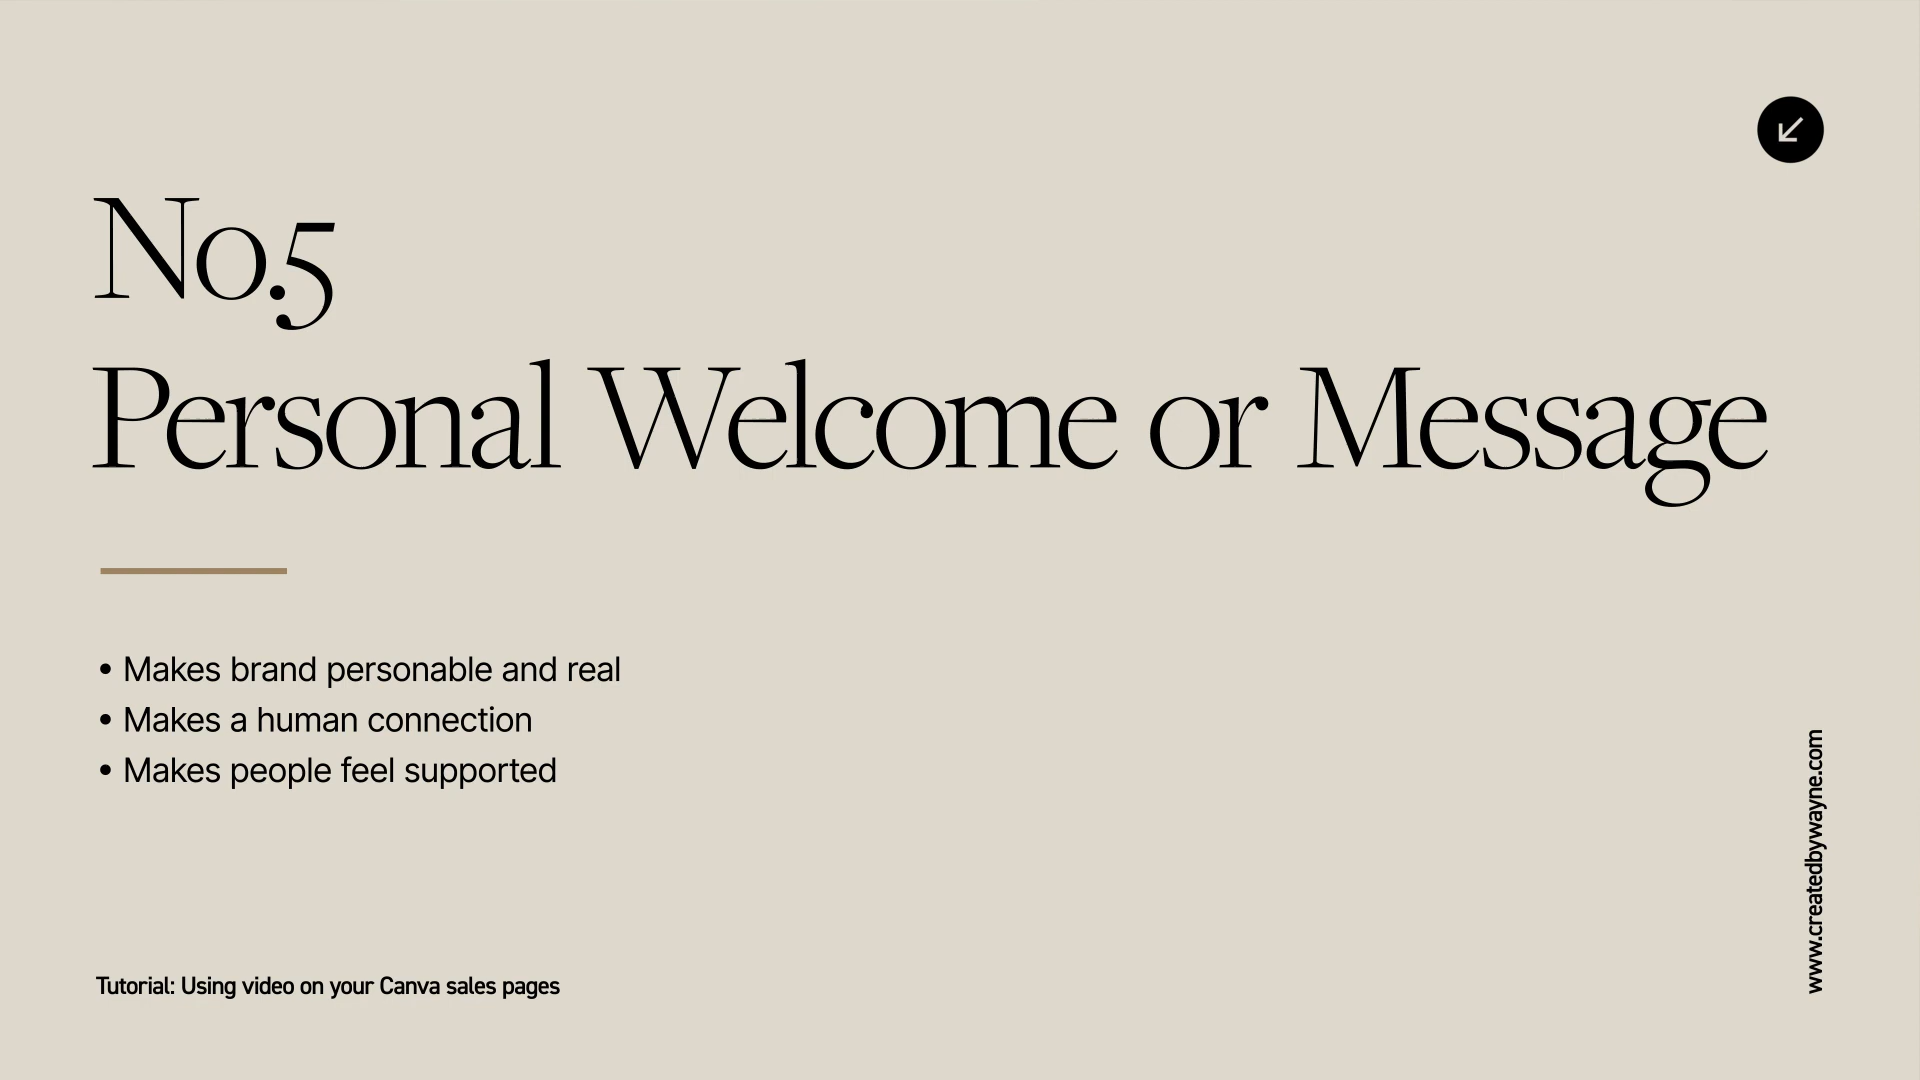 No.5
Personal Welcome or Message
• Makes brand personable and real
• Makes a human connection
• Makes people feel supported
Tutorial: Using video on your Canva sales pages
www.createdbywayne.com